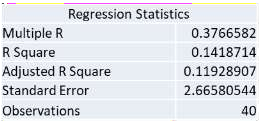 Regression Statistics
Multiple R 0.3766582
R Square 0.1418714
Adjusted R Square 0.11928907
Standard Error 2.66580544
Observations 40